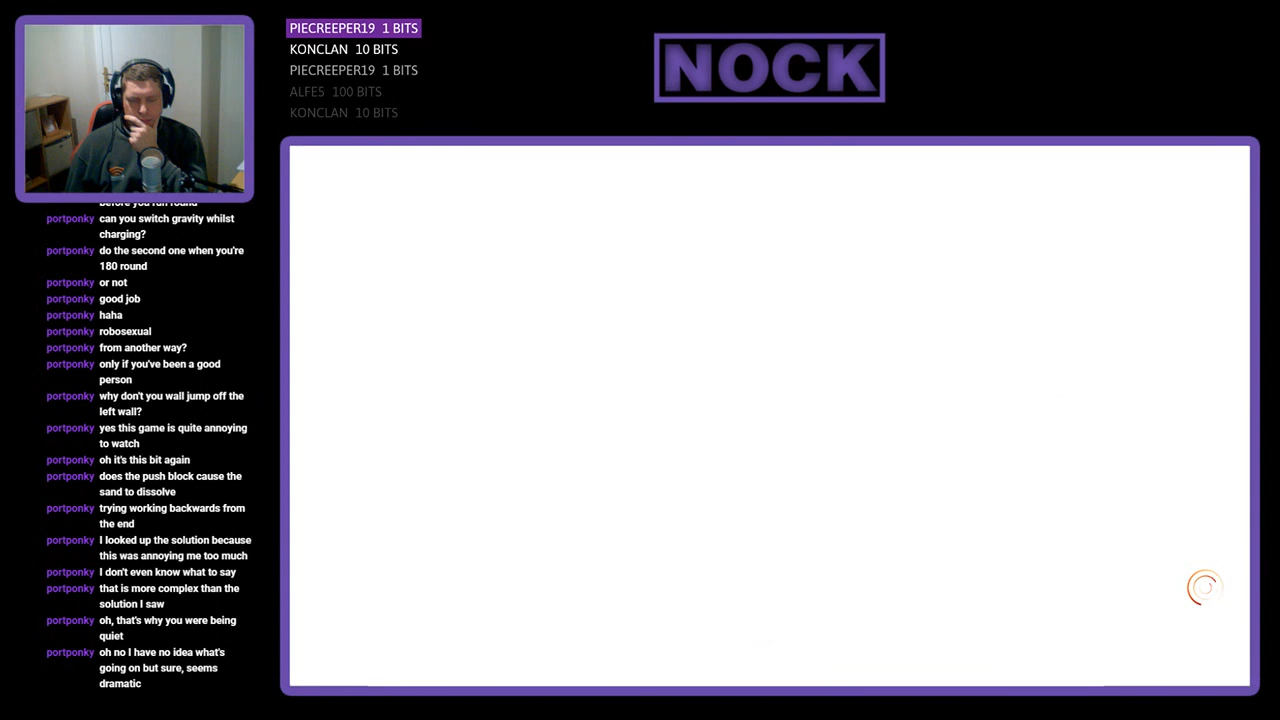 PIECREEPER19 1 BITS
KONCLAN 10 BITS
PIECREEPER19 1 BITS
ALFE5 100 BITS
KONCLAN 10 BITS
NOCK
before you run round
portponky can you switch gravity whilst
charging?
portponky do the second one when you're
180 round
portponky or not
portponky good job
portponky haha
portponky robosexual
portponky from another way?
portponky only if you've been a good
person
portponky why don't you wall jump off the
left wall?
portponky yes this game is quite annoying
to watch
portponky oh it's this bit again
portponky does the push block cause the
sand to dissolve
portponky trying working backwards from
the end
portponky I looked up the solution because
this was annoying me too much
portponky I don't even know what to say
portponky that is more complex than the
solution I saw
portponky oh, that's why you were being
quiet
portponky oh no I have no idea what's
going on but sure, seems
dramatic